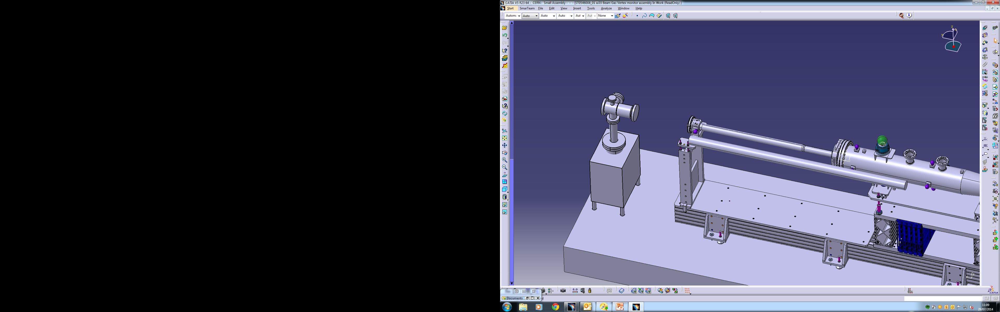 CATIA V5 R23 64 - CERN : Small Assembly - - - [ST0546008_01 a.03 Beam Gas Vertex monitor assembly In Work (ReadOnly) ]
Start SmarTeam File Edit View Insert Tools Analyze Window Help
Autom: Auto Auto Auto Aut Aut None
z
y
ABC
Documents
CATIA
11:09
29/07/2014